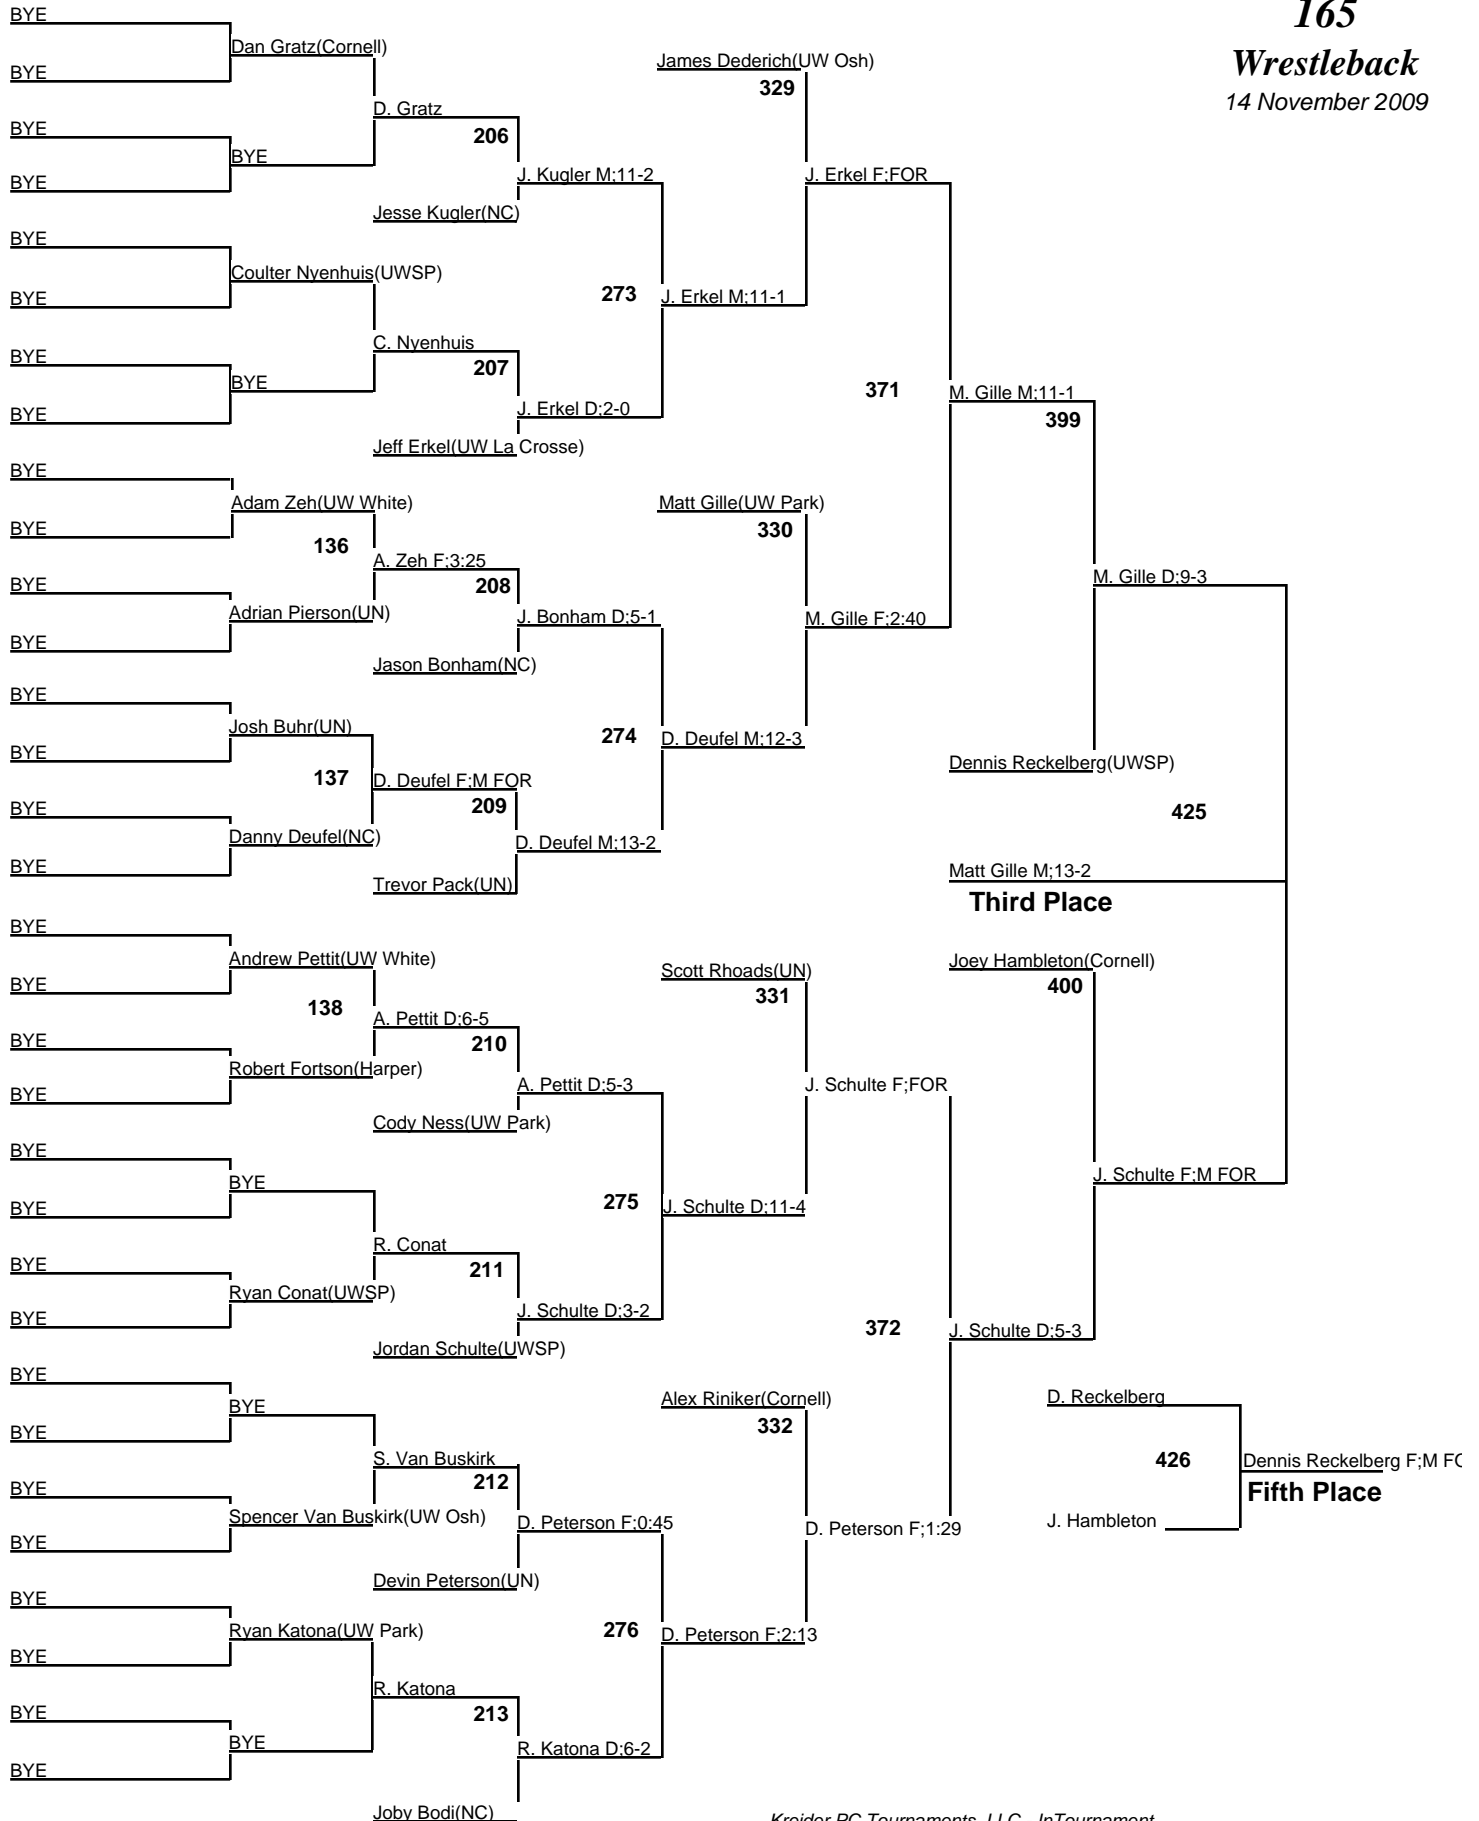 165
Wrestleback
14 November 2009
BYE
Dan Gratz(Cornell)
BYE
D. Gratz
206
BYE
BYE
BYE
J. Kugler M;11-2
Jesse Kugler(NC)
BYE
Coulter Nyenhuis(UWSP)
BYE
273
J. Erkel M;11-1
C. Nyenhuis
207
BYE
BYE
BYE
J. Erkel D;2-0
Jeff Erkel(UW La Crosse)
James Dederich(UW Osh)
329
J. Erkel F;FOR
371
M. Gille M;11-1
399
BYE
Adam Zeh(UW White)
BYE
136
A. Zeh F;3:25
208
BYE
Adrian Pierson(UN)
BYE
J. Bonham D;5-1
Jason Bonham(NC)
Matt Gille(UW Park)
330
M. Gille F;2:40
M. Gille D;9-3
BYE
Josh Buhr(UN)
BYE
137
D. Deufel F;M FOR
209
274
D. Deufel M;12-3
BYE
Danny Deufel(NC)
BYE
D. Deufel M;13-2
Trevor Pack(UN)
Dennis Reckelberg(UWSP)
425
Matt Gille M;13-2
Third Place
BYE
Andrew Pettit(UW White)
BYE
138
A. Pettit D;6-5
210
BYE
Robert Fortson(Harper)
BYE
A. Pettit D;5-3
Cody Ness(UW Park)
Scott Rhoads(UN)
331
J. Schulte F;FOR
Joey Hambleton(Cornell)
400
BYE
BYE
BYE
275
J. Schulte D;11-4
R. Conat
211
BYE
Ryan Conat(UWSP)
BYE
J. Schulte D;3-2
Jordan Schulte(UWSP)
J. Schulte F;M FOR
372
J. Schulte D;5-3
BYE
BYE
BYE
S. Van Buskirk
212
BYE
Spencer Van Buskirk(UW Osh)
BYE
D. Peterson F;0:45
Devin Peterson(UN)
Alex Riniker(Cornell)
332
D. Peterson F;1:29
D. Reckelberg
426
Dennis Reckelberg F;M
Fifth Place
J. Hambleton
BYE
Ryan Katona(UW Park)
BYE
276
D. Peterson F;2:13
R. Katona
213
BYE
BYE
BYE
R. Katona D;6-2
Joby Bodi(NC)
Kreider PC Tournaments, LLC - InTournament